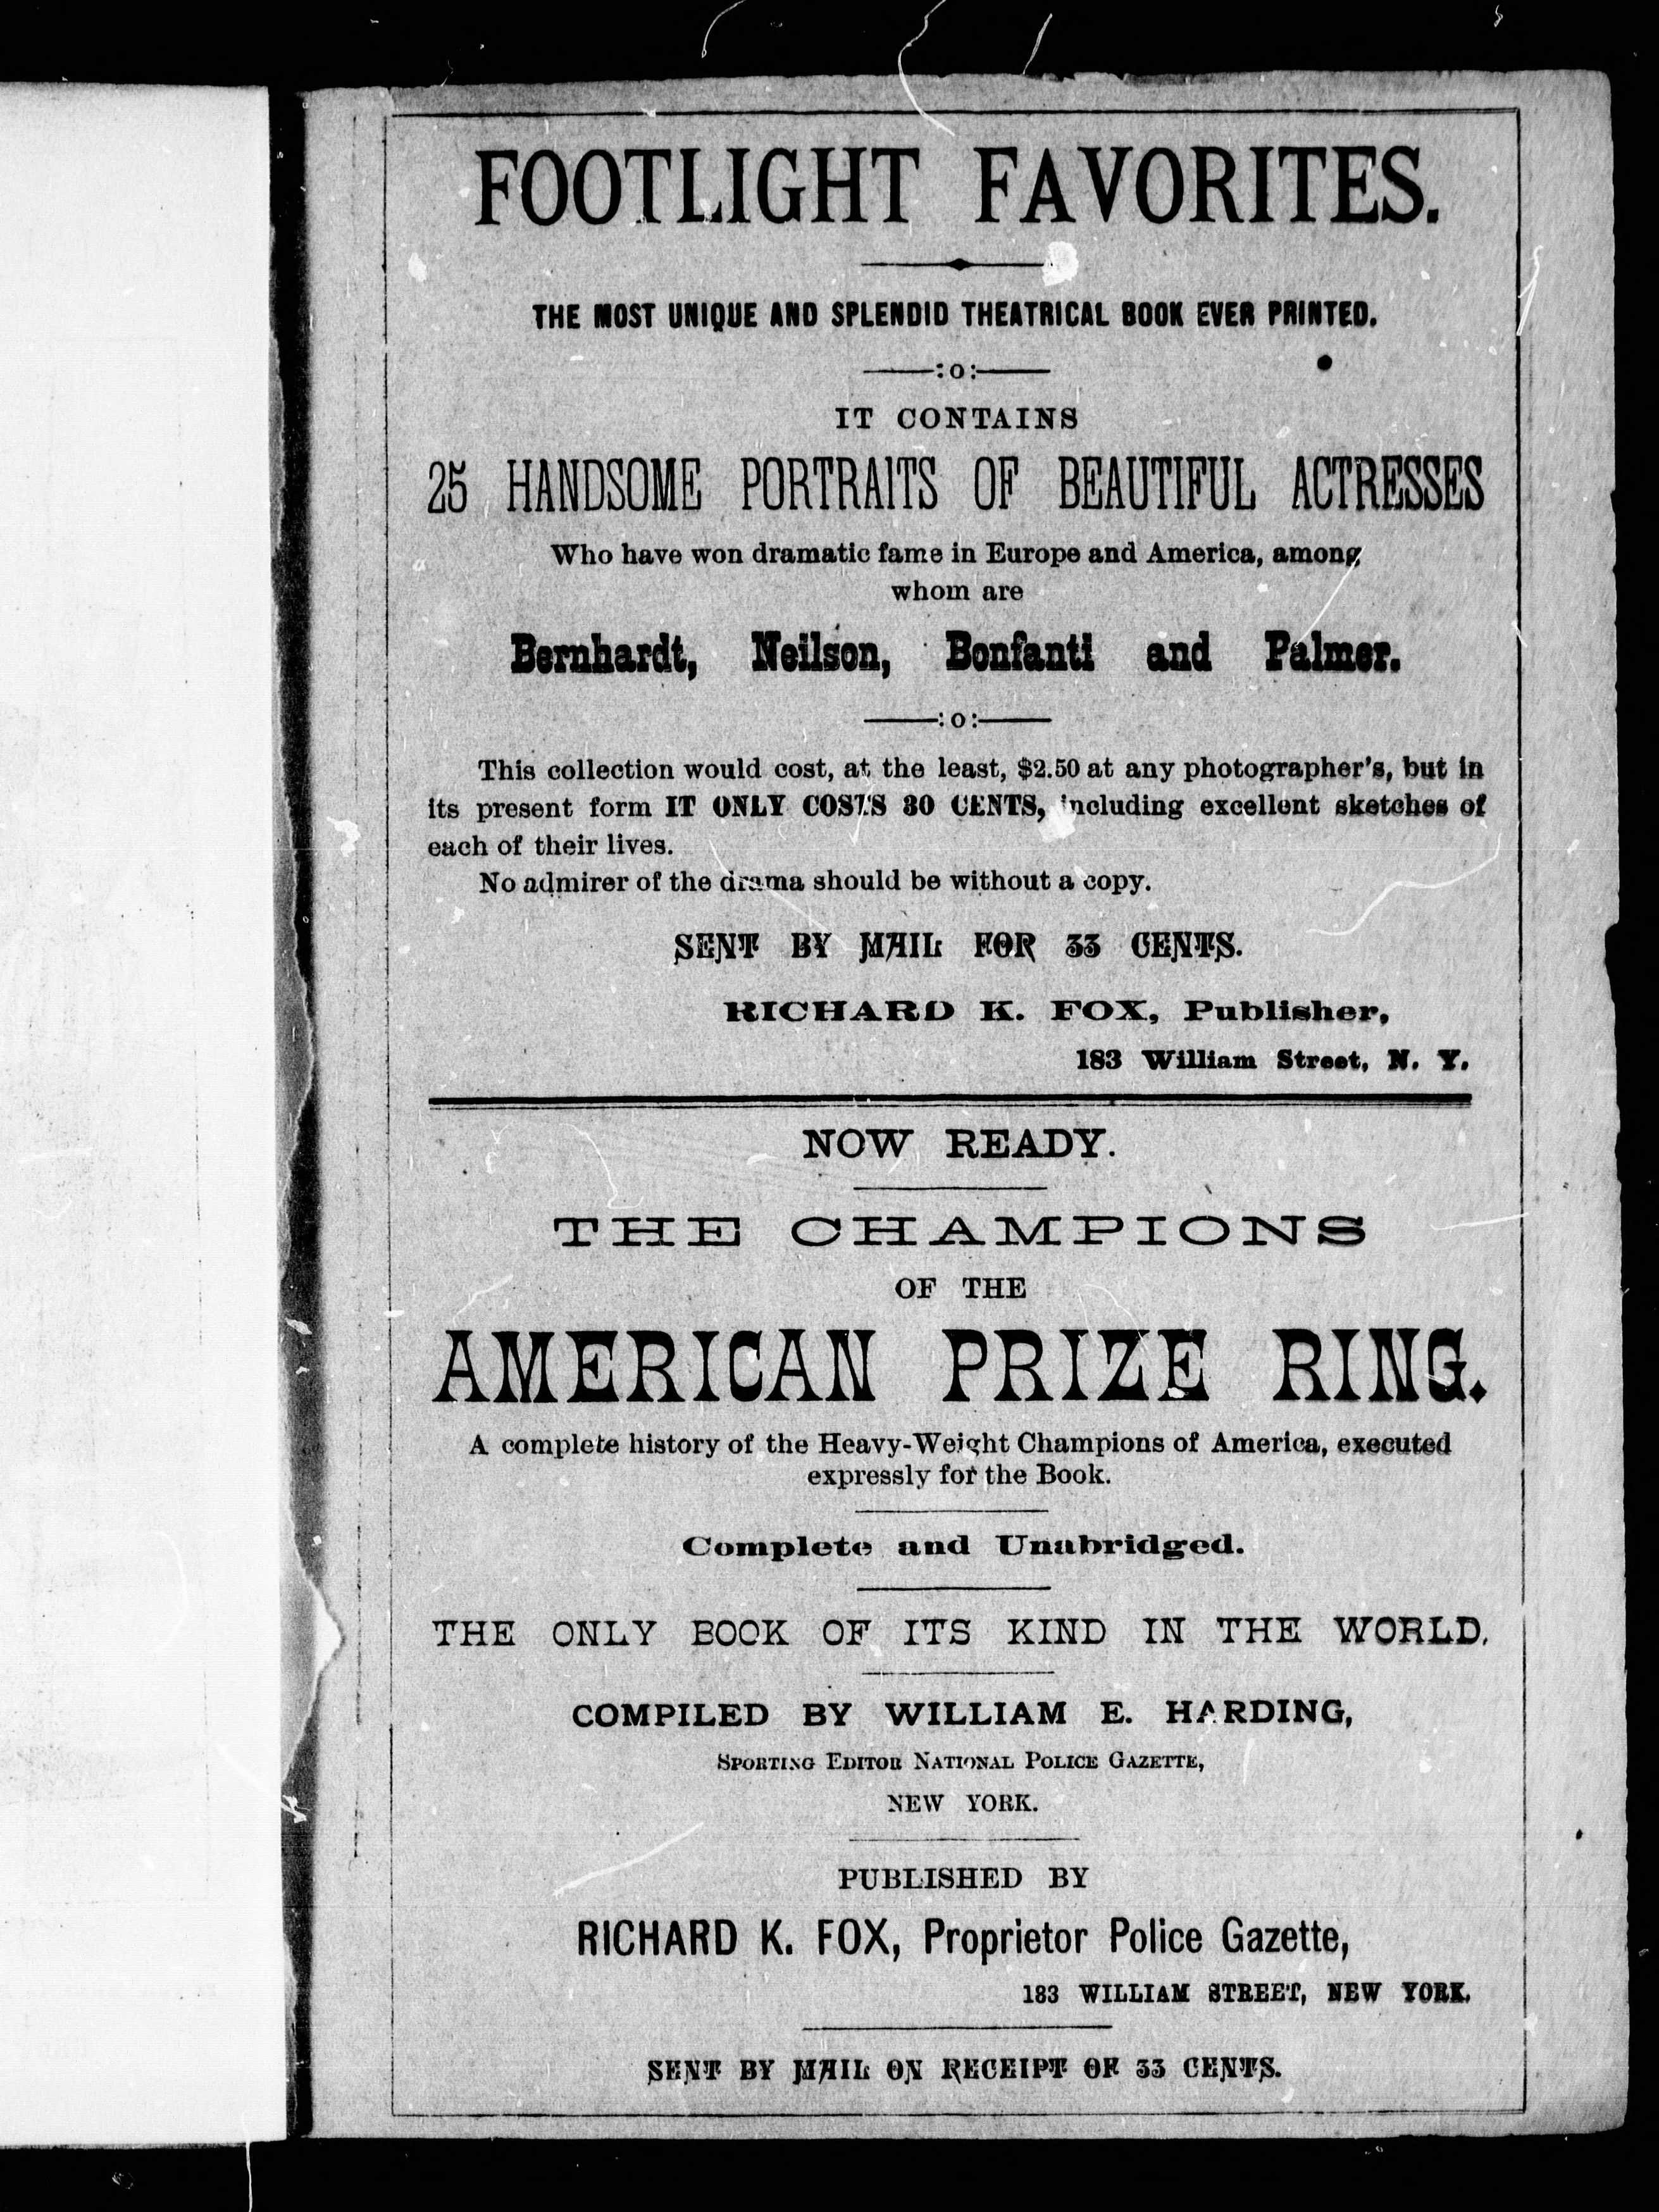 FOOTLIGHT FAVORITES.
THE MOST UNIQUE AND SPLENDID THEATRICAL BOOK EVER PRINTED.
:o:
IT CONTAINS
25 HANDSOME PORTRAITS OF BEAUTIFUL ACTRESSES
Who have won dramatic fame in Europe and America, among
whom are
Bernhardt, Neilson, Bonfanti and Palmer.
:o:
This collection would cost, at the least, $2.50 at any photographer's, but in
its present form IT ONLY COSTS 30 CENTS, including excellent sketches of
each of their lives.
No admirer of the drama should be without a copy.
SENT BY MAIL FOR 33 CENTS.
RICHARD K. FOX, Publisher,
183 William Street, N. Y.
NOW READY.
THE CHAMPIONS
OF THE
AMERICAN PRIZE RING.
A complete history of the Heavy-Weight Champions of America, executed
expressly for the Book.
Complete and Unabridged.
THE ONLY BOOK OF ITS KIND IN THE WORLD.
COMPILED BY WILLIAM E. HARDING,
SPORTING EDITOR NATIONAL POLICE GAZETTE,
NEW YORK.
PUBLISHED BY
RICHARD K. FOX, Proprietor Police Gazette,
183 WILLIAM STREET, NEW YORK.
SENT BY MAIL ON RECEIPT OF 33 CENTS.